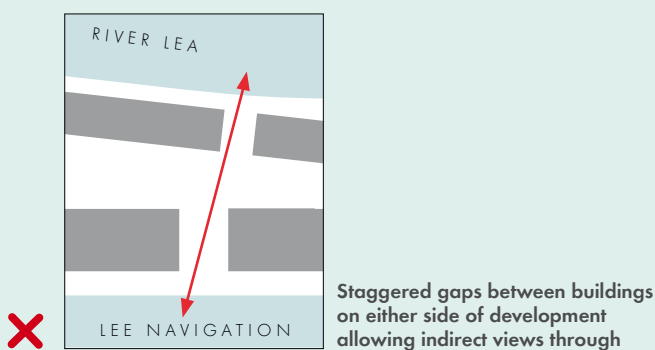 RIVER LEA
LEE NAVIGATION
Staggered gaps between buildings
on either side of development
allowing indirect views through